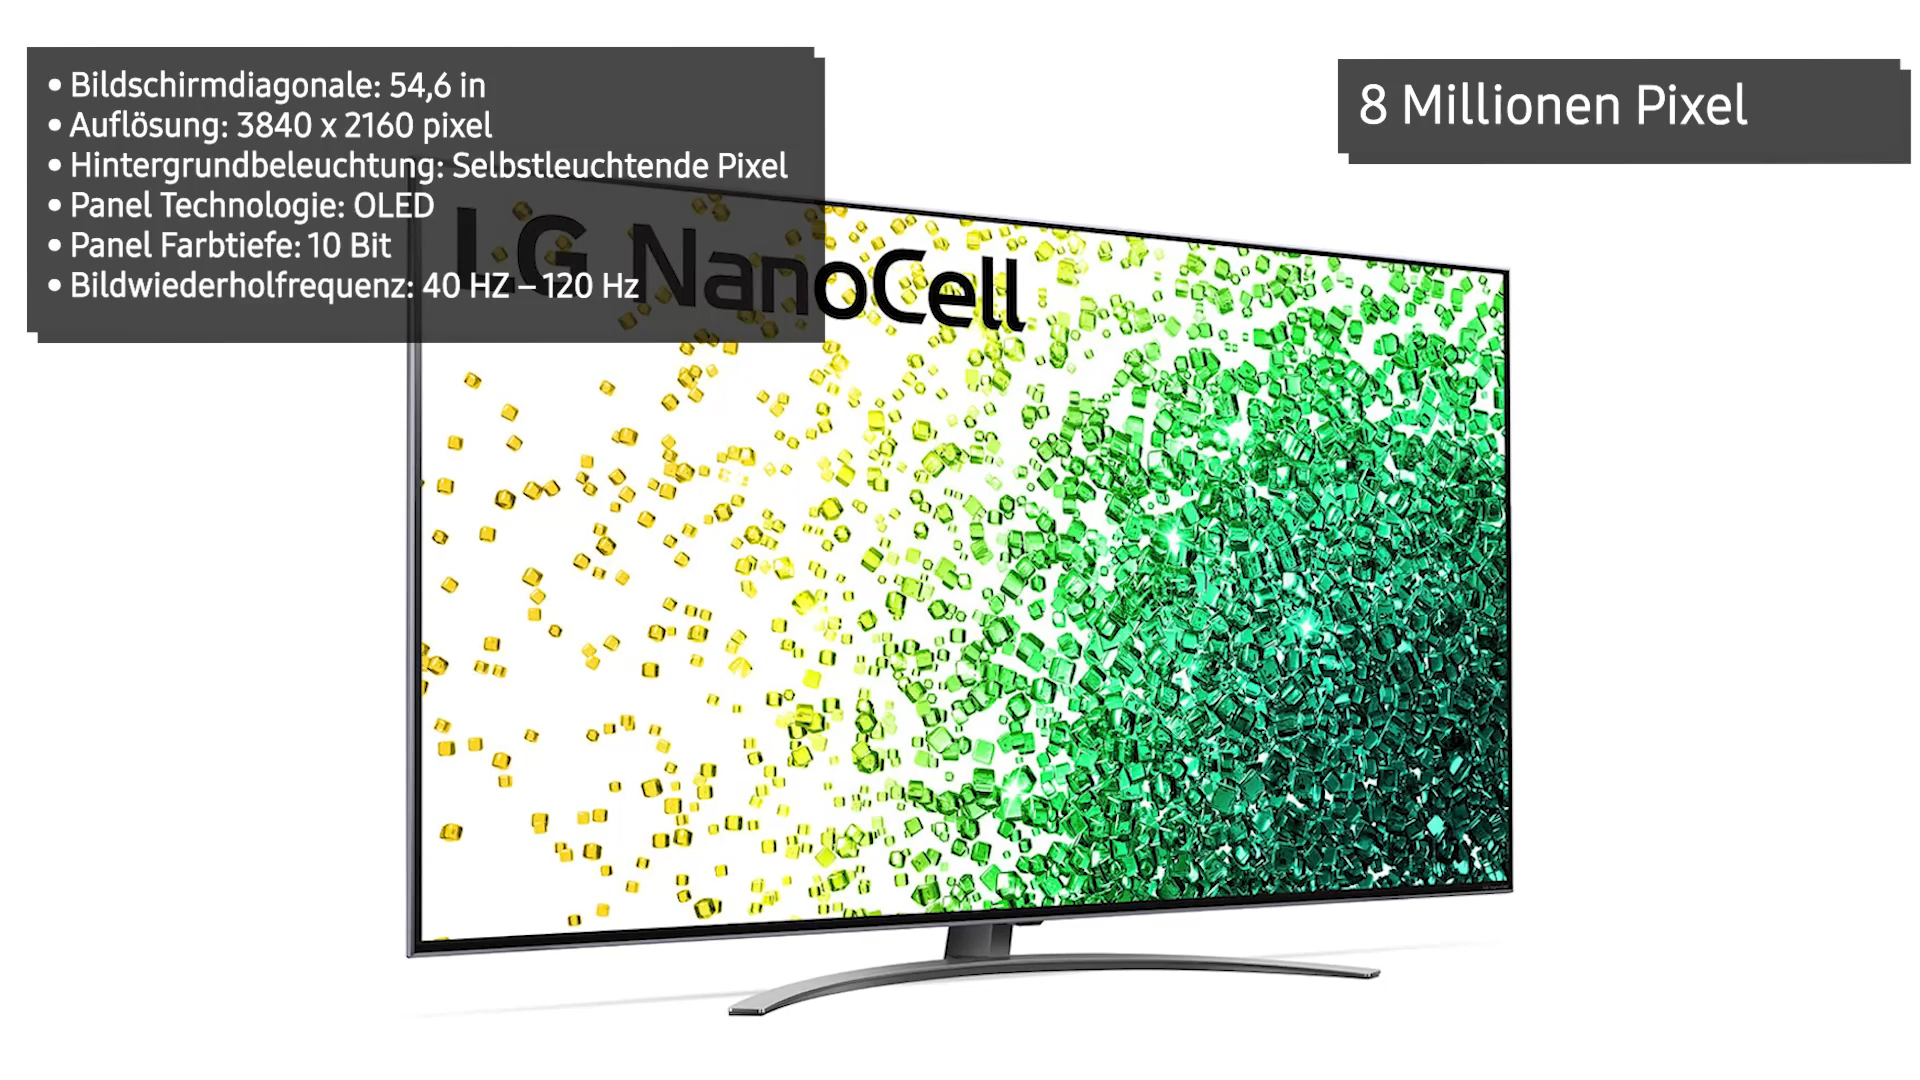 • Bildschirmdiagonale: 54,6 in
• Auflösung: 3840 x 2160 pixel
• Hintergrundbeleuchtung: Selbstleuchtende Pixel
• Panel Technologie: OLED
• Panel Farbtiefe: 10 Bit
• Bildwiederholfrequenz: 40 HZ – 120 Hz
8 Millionen Pixel
LG NanoCell